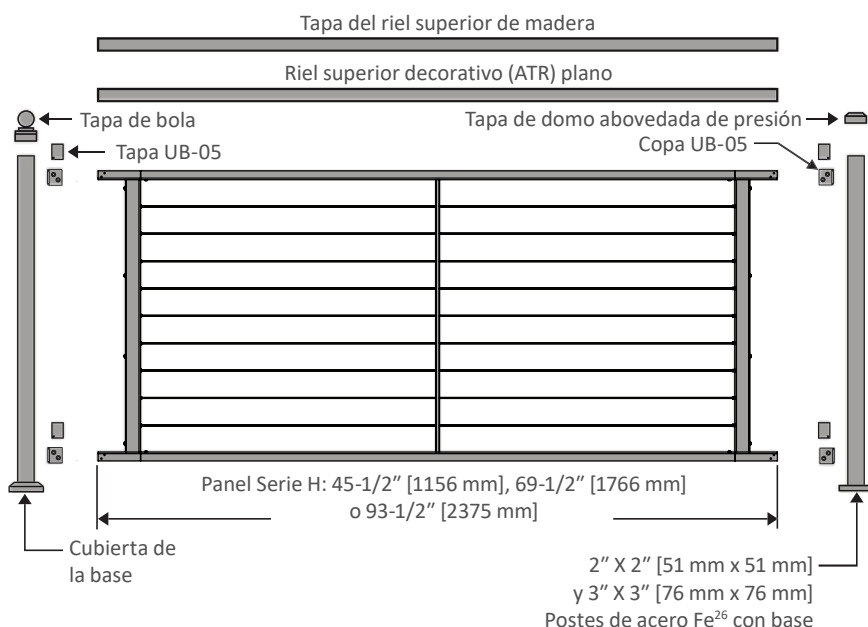 Tapa del riel superior de madera
Riel superior decorativo (ATR) plano
Tapa de bola
Tapa de domo abovedada de presión
Tapa UB-05
Copa UB-05
Panel Serie H: 45-1/2″ [1156 mm], 69-1/2″ [1766 mm]
o 93-1/2″ [2375 mm]
Cubierta de
la base
2″ X 2″ [51 mm x 51 mm]
y 3″ X 3″ [76 mm x 76 mm]
Postes de acero Fe²⁶ con base